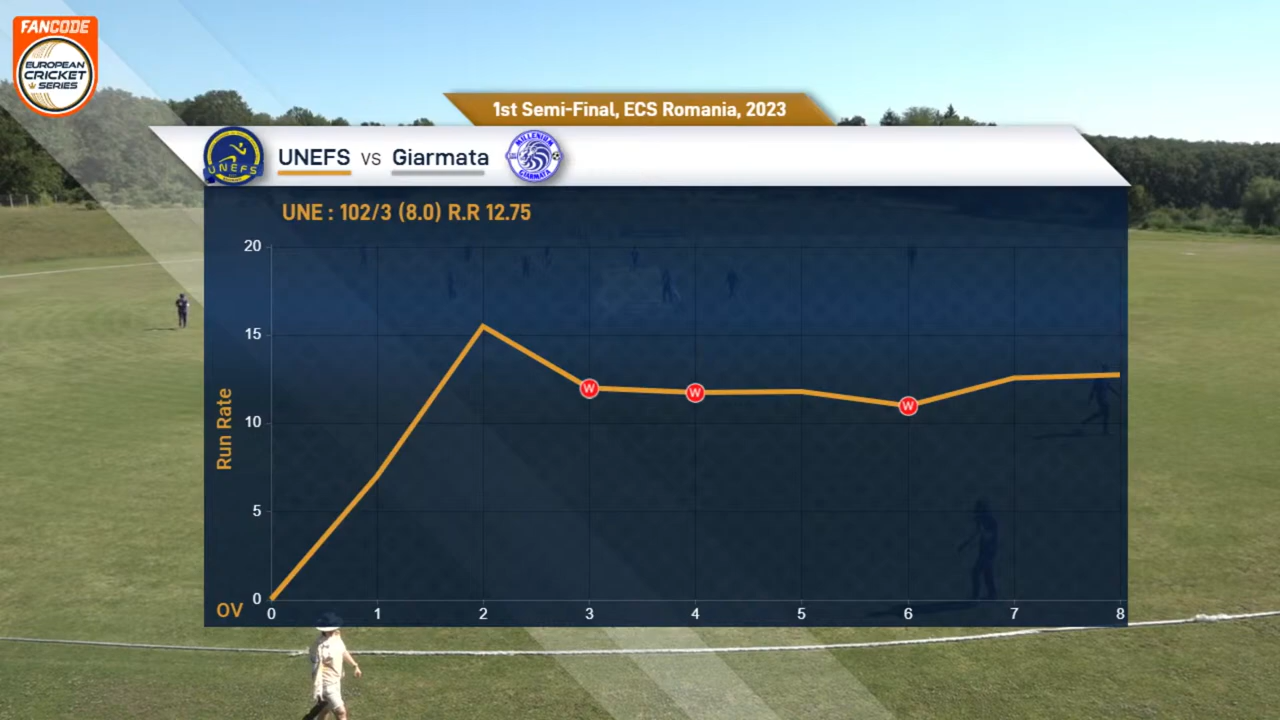 FANCODE
EUROPEAN
CRICKET
SERIES
1st Semi-Final, ECS Romania, 2023
UNEFS
UNEFS vs Giarmata
MILLENIUM
GIARMATA
UNE : 102/3 (8.0) R.R 12.75
20
15
10
5
0
Run Rate
W
W
W
OV
0 1 2 3 4 5 6 7 8